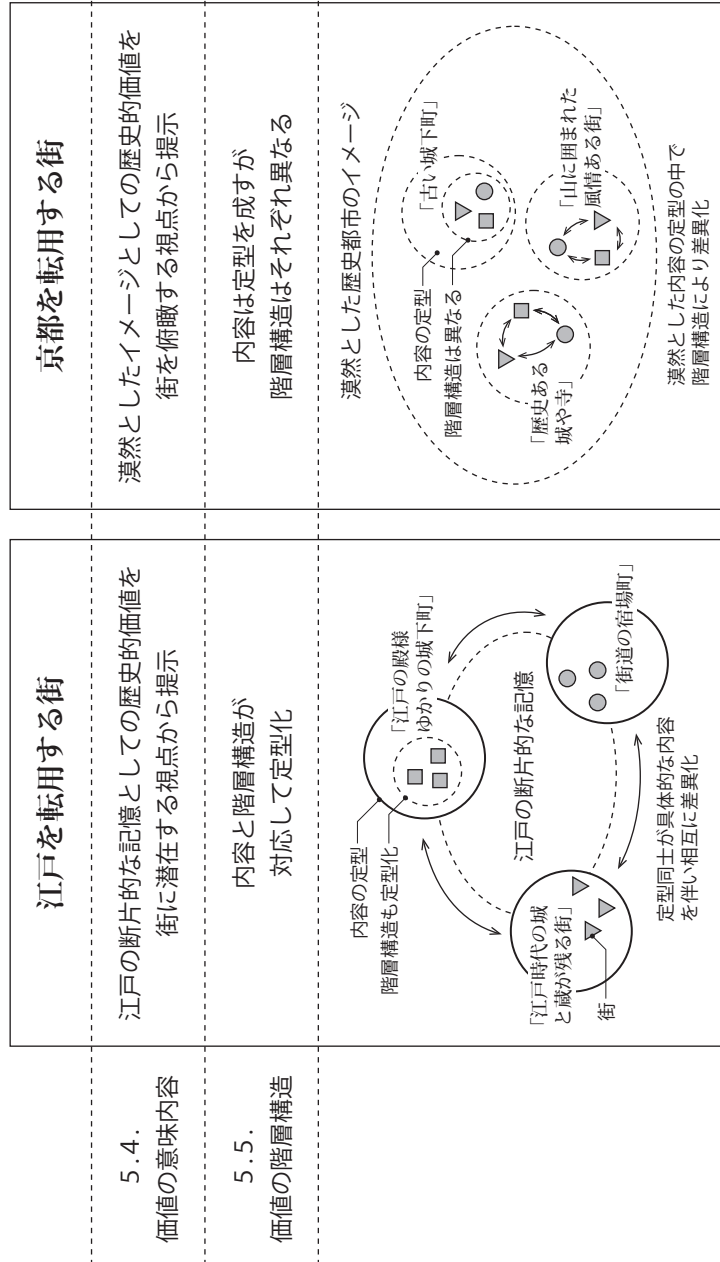 江戸を転用する街
京都を転用する街
5.4.
価値の意味内容
江戸の断片的な記憶としての歴史的価値を
街に潜在する視点から提示
漠然としたイメージとしての歴史的価値を
街を俯瞰する視点から提示
5.5.
価値の階層構造
内容と階層構造が
対応して定型化
内容は定型を成すが
階層構造はそれぞれ異なる
内容の定型
階層構造も定型化
「江戸の殿様
ゆかりの城下町」
江戸の断片的な記憶
「江戸時代の城
と蔵が残る街」
街
「街道の宿場町」
定型同士が具体的な内容
を伴い相互に差異化
漠然とした歴史都市のイメージ
内容の定型
階層構造は異なる
「古い城下町」
「歴史ある
城や寺」
「山に囲まれた
風情ある街」
漠然とした内容の定型の中で
階層構造により差異化